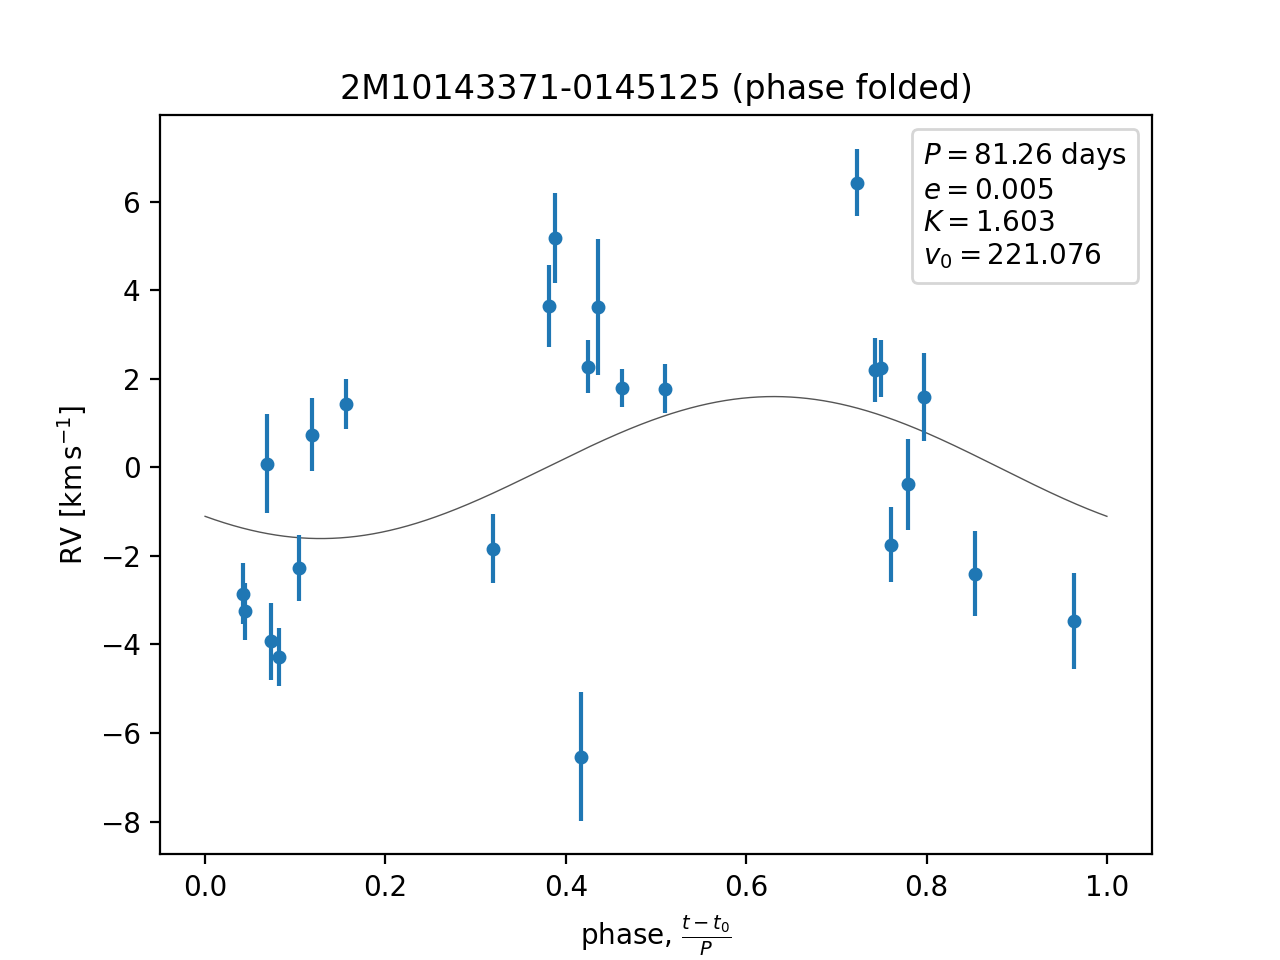 2M10143371-0145125 (phase folded)
P = 81.26 days
e = 0.005
K = 1.603
v₀ = 221.076
6
4
2
0
−2
−4
−6
−8
RV [km s⁻¹]
0.0 0.2 0.4 0.6 0.8 1.0
phase, (t − t₀)/P